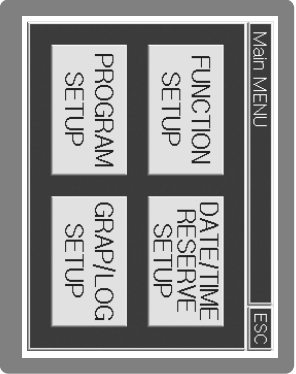 Main MENU
ESC
FUNCTION
SETUP
DATE/TIME
RESERVE
SETUP
PROGRAM
SETUP
GRAP/LOG
SETUP